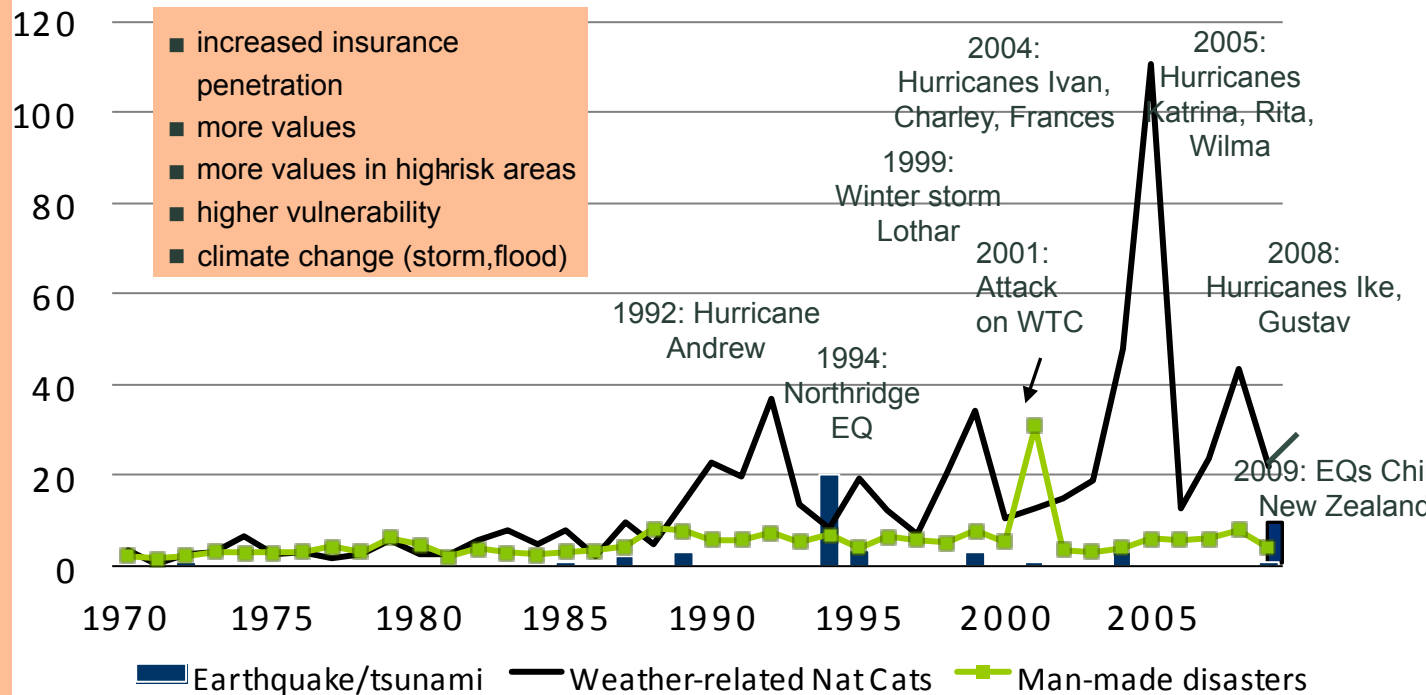 120
100
80
60
40
20
0
■ increased insurance
penetration
■ more values
■ more values in high-risk areas
■ higher vulnerability
■ climate change (storm,flood)
2004:
Hurricanes Ivan,
Charley, Frances
2005:
Hurricanes
Katrina, Rita,
Wilma
1999:
Winter storm
Lothar
2001:
Attack
on WTC
2008:
Hurricanes Ike,
Gustav
1992: Hurricane
Andrew
1994:
Northridge
EQ
2009: EQs Chi
New Zealand
1970 1975 1980 1985 1990 1995 2000 2005
Earthquake/tsunami Weather-related Nat Cats Man-made disasters